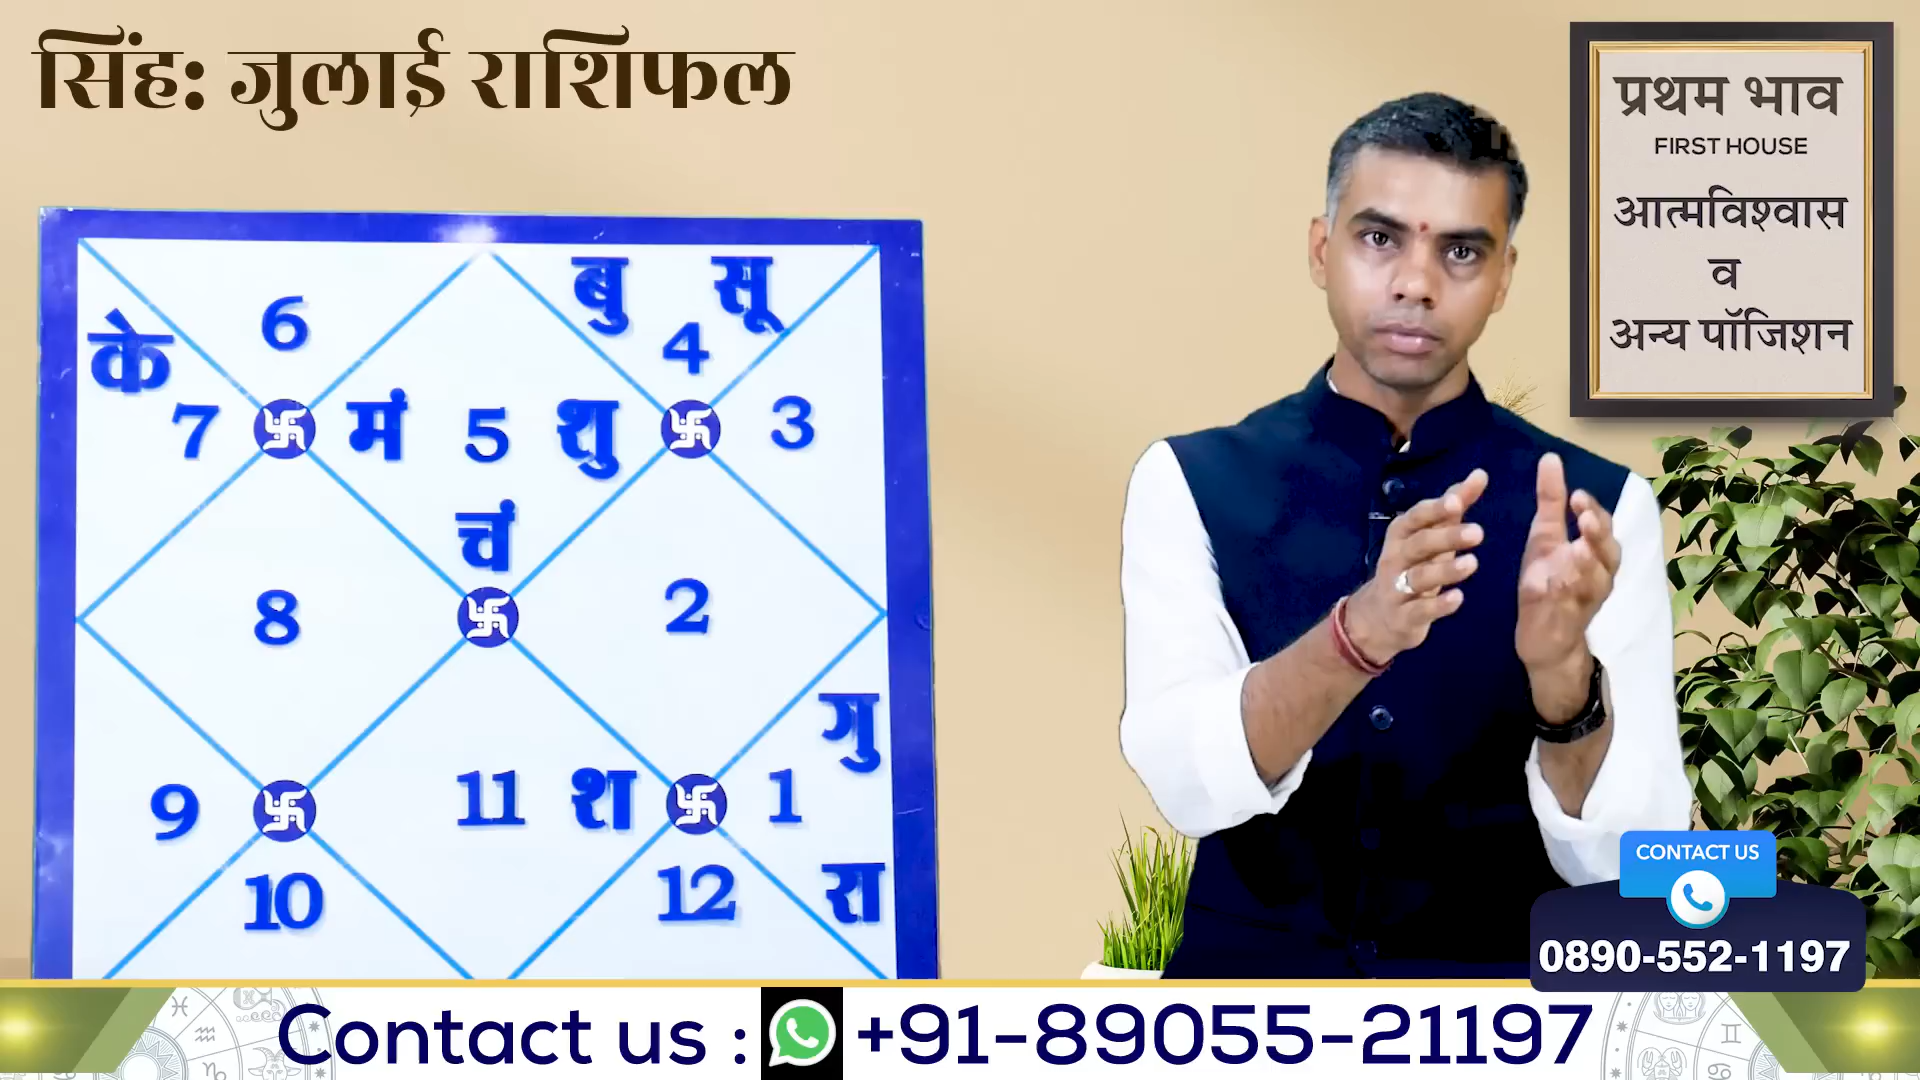 सिंह: जुलाई राशिफल
प्रथम भाव
FIRST HOUSE
आत्मविश्वास
व
अन्य पॉजिशन
बु सू
6
4
के
7
मं 5 शु
3
चं
8
2
गु
9
11 श
1
10
12
रा
CONTACT US
0890-552-1197
Contact us : +91-89055-21197